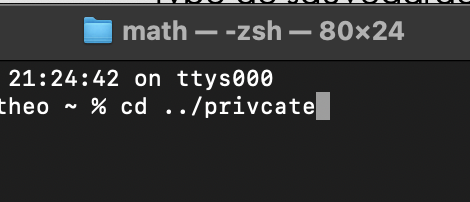 math — -zsh — 80×24
21:24:42 on ttys000
theo ~ % cd ../privcate